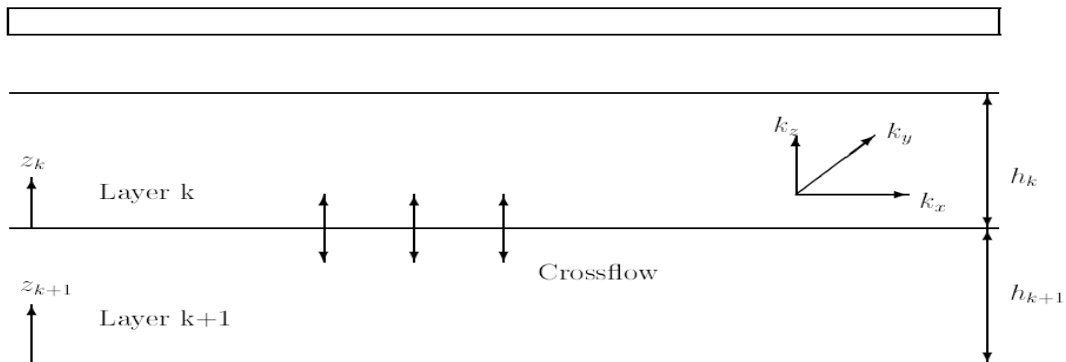 k_z
k_y
z_k
h_k
Layer k
k_x
Crossflow
z_{k+1}
h_{k+1}
Layer k+1